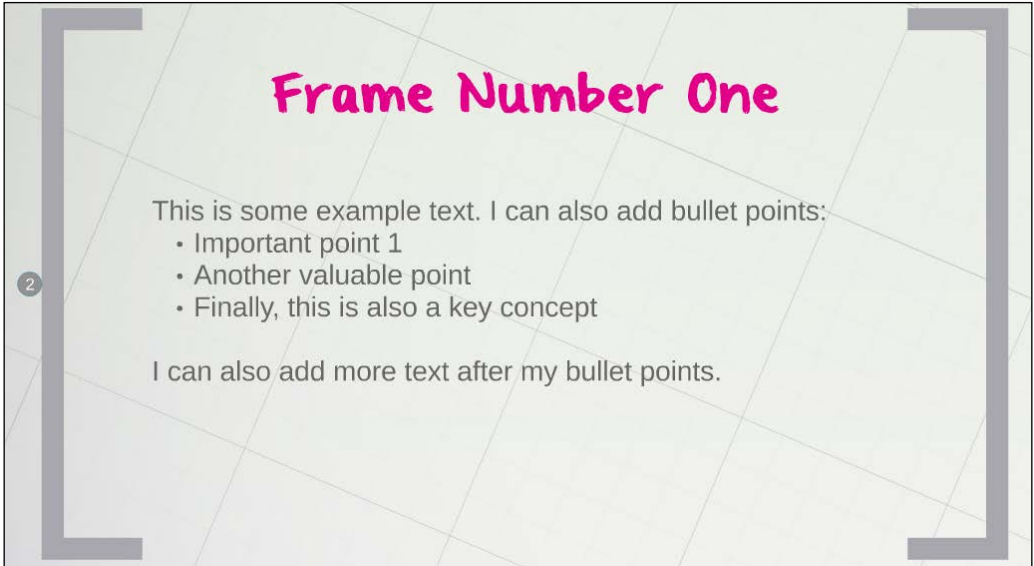 Frame Number One
This is some example text. I can also add bullet points:
• Important point 1
• Another valuable point
2
• Finally, this is also a key concept
I can also add more text after my bullet points.